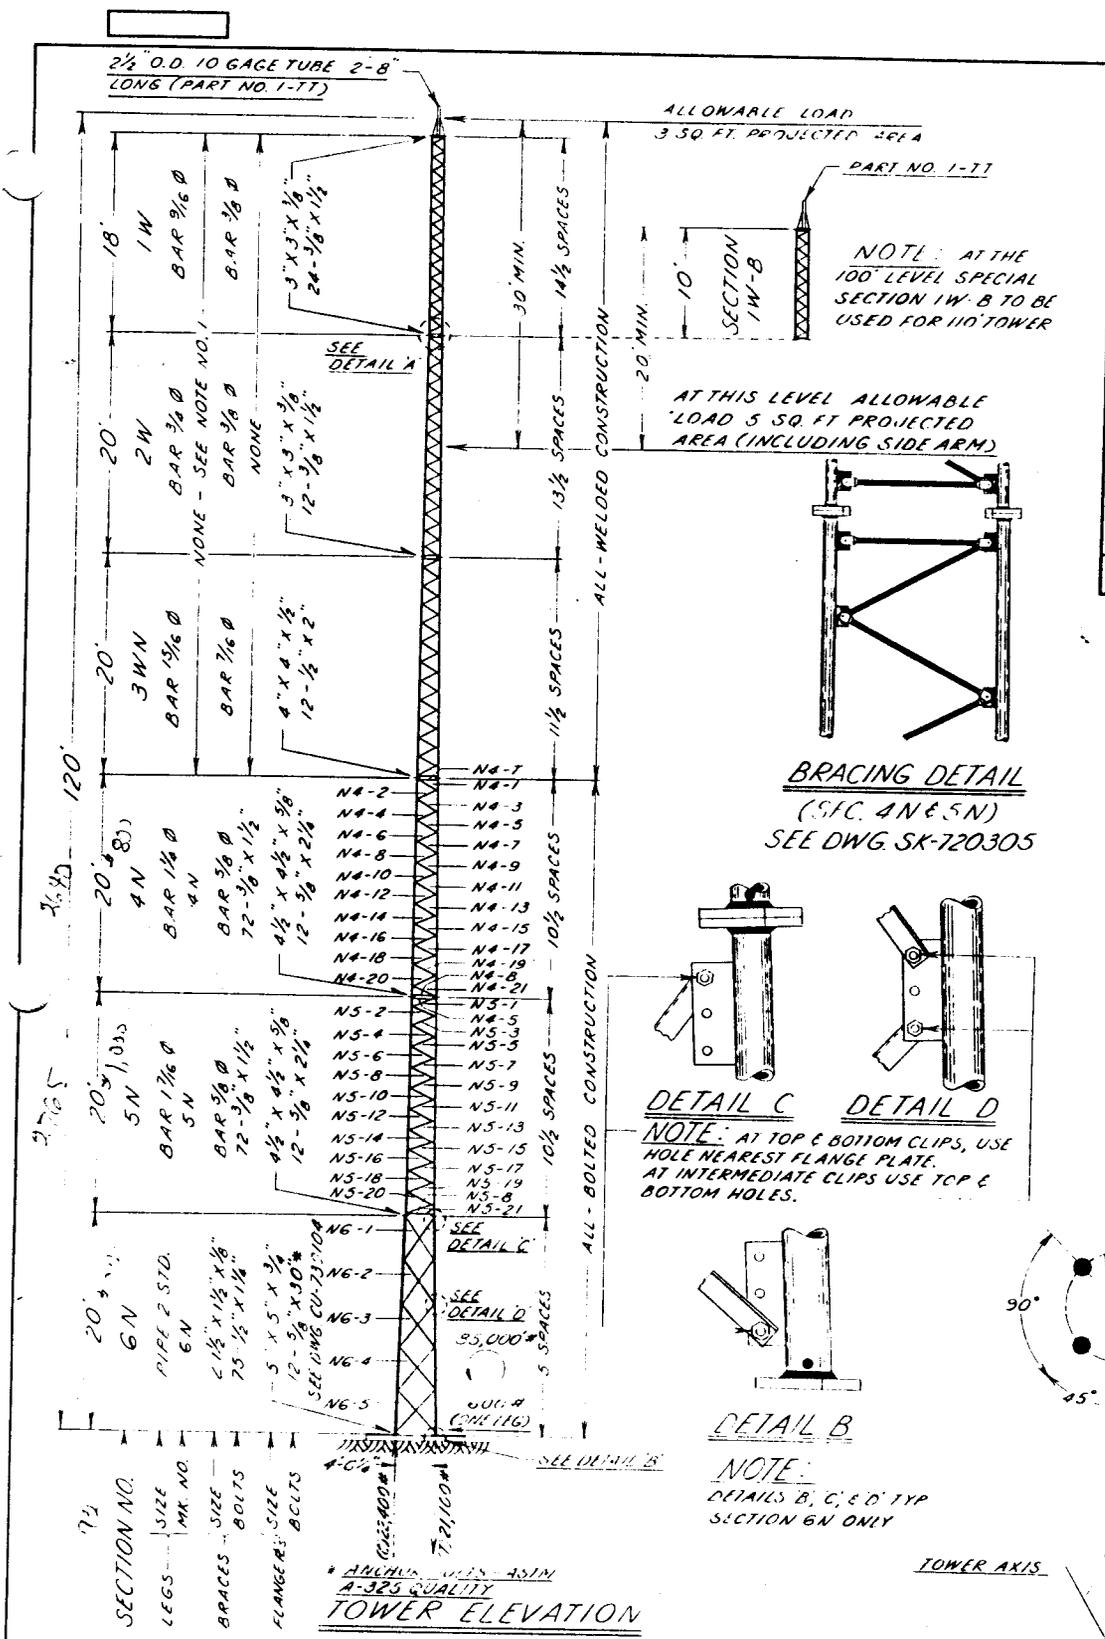 2½" O.D. 10 GAGE TUBE 2'-8"
LONG (PART NO. 1-TT)
ALLOWABLE LOAD
3 SQ. FT. PROJECTED AREA
PART NO. 1-TT
NOTE: AT THE
100' LEVEL SPECIAL
SECTION 1W-B TO BE
USED FOR 110' TOWER
SECTION
1W-B
10'
20' MIN.
30' MIN.
AT THIS LEVEL ALLOWABLE
LOAD 5 SQ. FT PROJECTED
AREA (INCLUDING SIDE ARM)
120'
18'
1W
BAR 9/16 Ø
BAR 3/8 Ø
3" X 3" X 3/8"
24-3/8" X 1½"
14½ SPACES
SEE
DETAIL 'A'
20'
2W
BAR 3/4 Ø
NONE - SEE NOTE NO. 1
BAR 3/8 Ø
NONE
3" X 3" X 3/8"
12-3/8" X 1½"
13½ SPACES
ALL-WELDED CONSTRUCTION
20'
3WN
BAR 15/16 Ø
BAR 7/16 Ø
4" X 4" X ½"
12-½" X 2"
11½ SPACES
20'
4N
BAR 1¼ Ø
4N
BAR 5/8 Ø
72-3/8" X 1½"
4½" X 4½" X 5/8"
12-5/8" X 2¼"
10½ SPACES
N4-T
N4-1
N4-2
N4-3
N4-4
N4-5
N4-6
N4-7
N4-8
N4-9
N4-10
N4-11
N4-12
N4-13
N4-14
N4-15
N4-16
N4-17
N4-18
N4-19
N4-B
N4-20
N4-21
20'
5N
BAR 1 7/16 Ø
5N
BAR 5/8 Ø
72-3/8" X 1½"
4½" X 4½" X 5/8"
12-5/8" X 2¼"
10½ SPACES
N5-1
N5-2
N4-5
N5-3
N5-4
N5-5
N5-6
N5-7
N5-8
N5-9
N5-10
N5-11
N5-12
N5-13
N5-14
N5-15
N5-16
N5-17
N5-18
N5-19
N5-20
N5-B
N5-21
ALL-BOLTED CONSTRUCTION
20'
6N
PIPE 2 STD.
6N
∠ 1½" X 1½" X 1/8"
75-½" X 1¼"
5" X 5" X 3/4"
12-5/8" X 30"*
N6-1
N6-2
N6-3
N6-4
N6-5
SEE
DETAIL 'C'
SEE
DETAIL 'D'
5 SPACES
(ONE LEG)
SEE DETAIL 'B'
SECTION NO.
LEGS SIZE
MK. NO.
BRACES SIZE
BOLTS
FLANGES SIZE
BOLTS
* ANCHOR BOLTS - ASTM
A-325 QUALITY
TOWER ELEVATION
BRACING DETAIL
(SEC. 4N & 5N)
SEE DWG. SK-720305
DETAIL C
DETAIL D
NOTE: AT TOP & BOTTOM CLIPS, USE
HOLE NEAREST FLANGE PLATE.
AT INTERMEDIATE CLIPS USE TOP &
BOTTOM HOLES.
DETAIL B
NOTE:
DETAILS B, C, & D TYP
SECTION 6N ONLY
90°
45°
TOWER AXIS